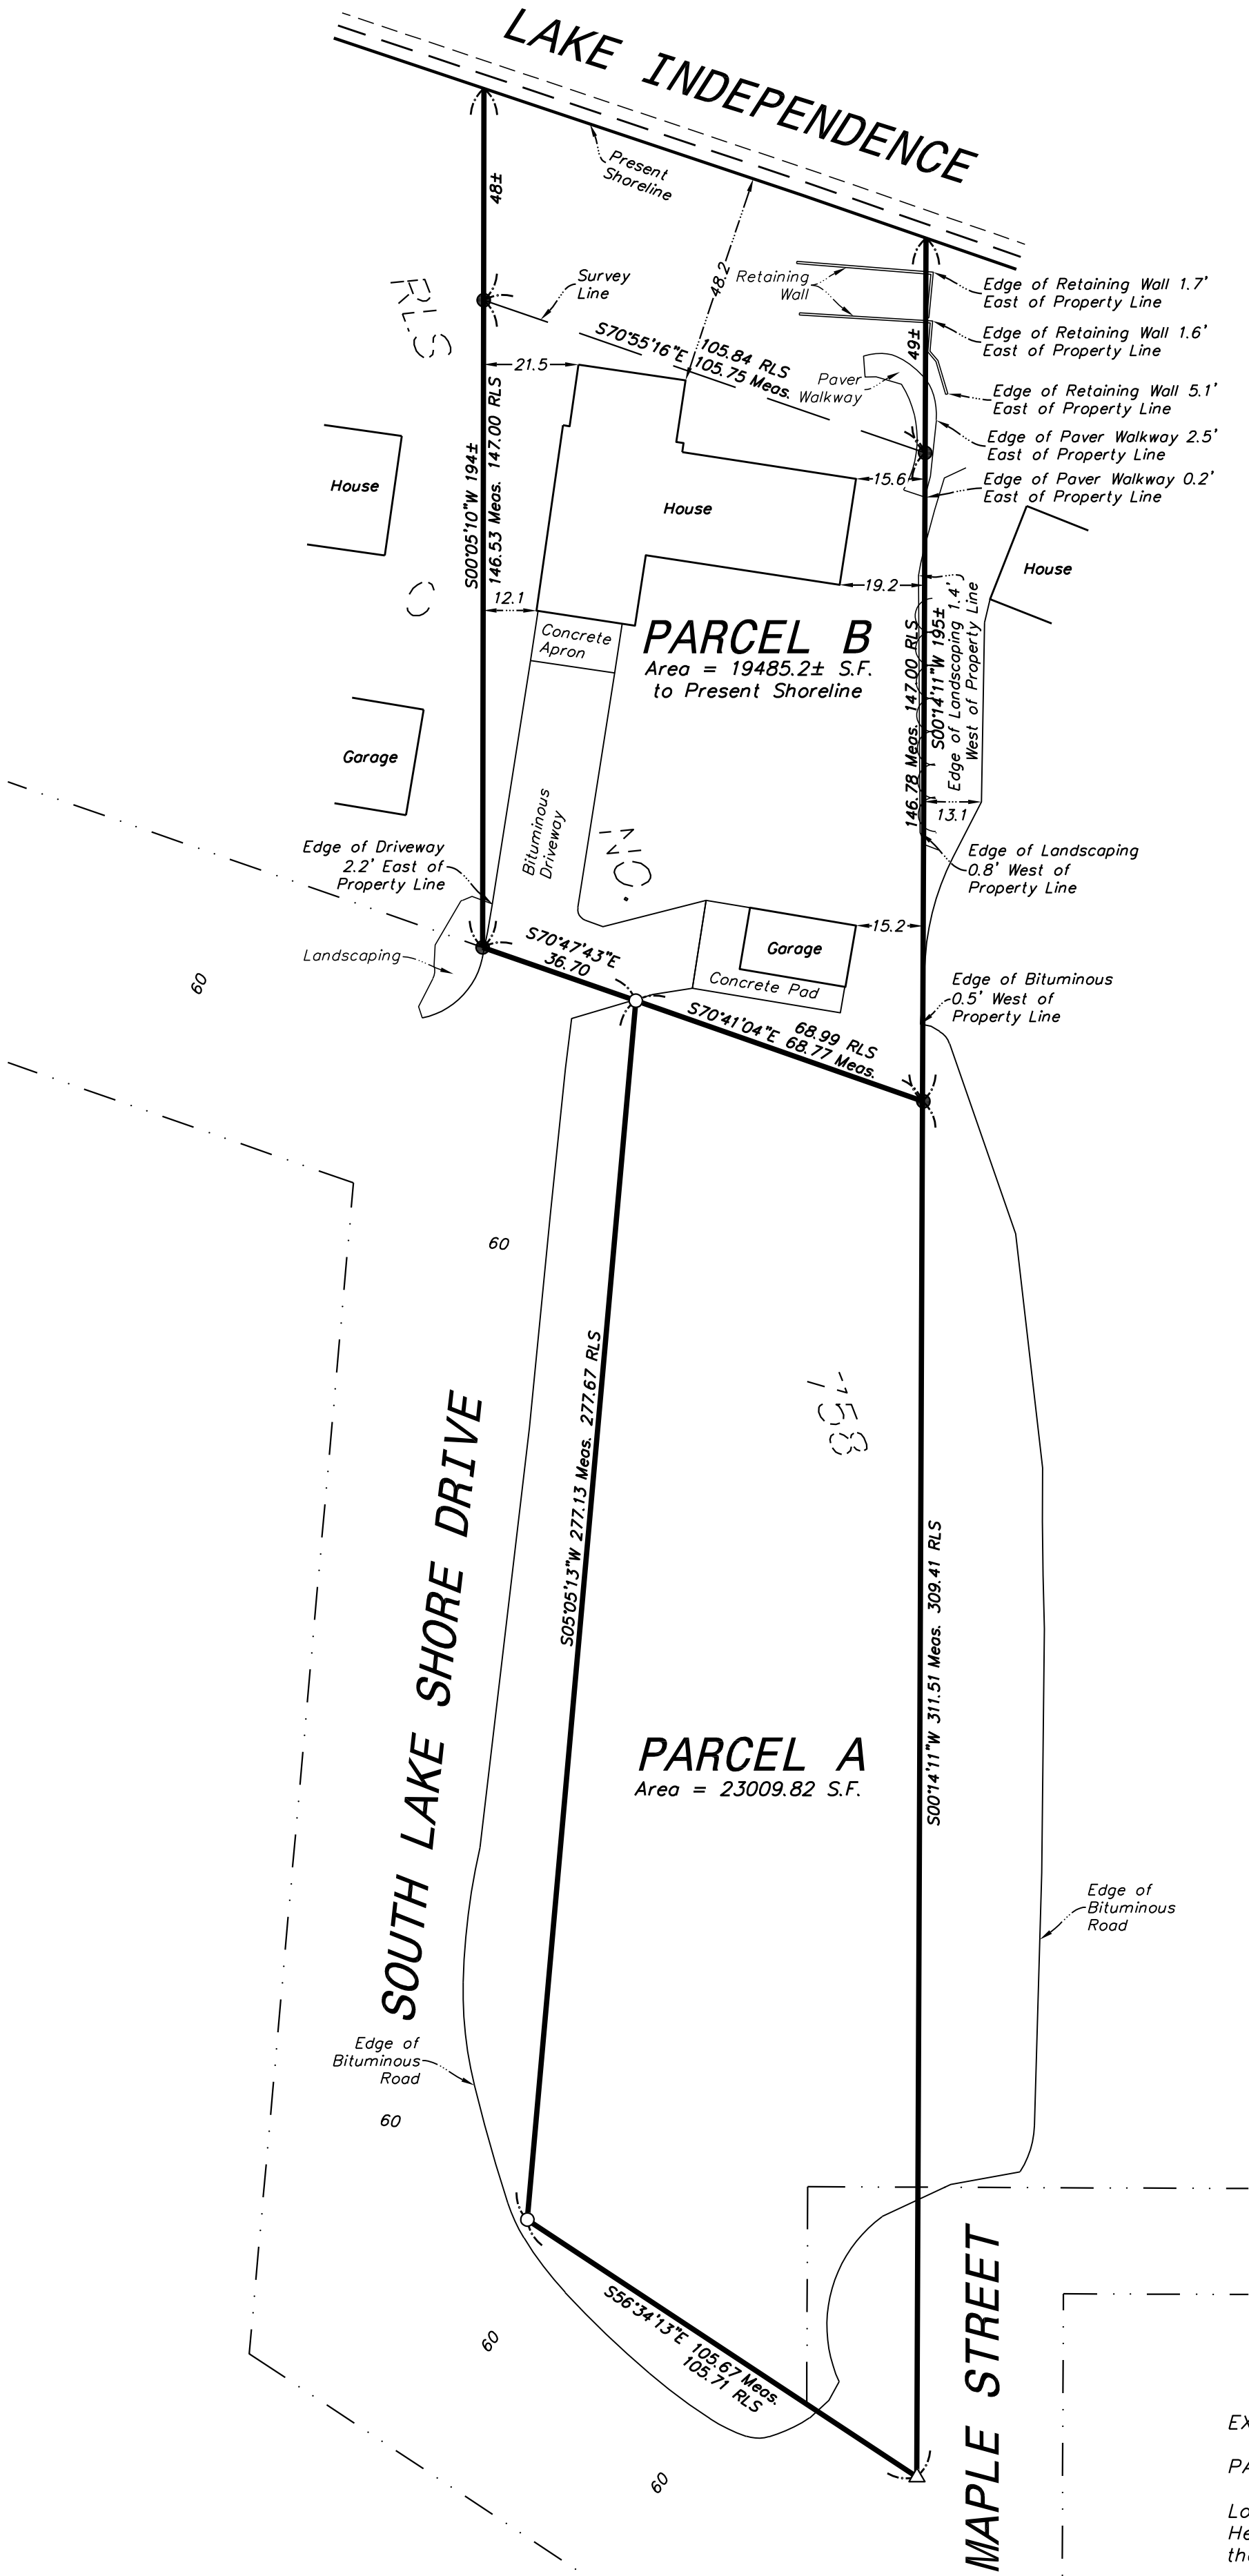 LAKE INDEPENDENCE
Present
Shoreline
48±
Survey
Line
RLS
48.2
Retaining
Wall
Edge of Retaining Wall 1.7'
East of Property Line
Edge of Retaining Wall 1.6'
East of Property Line
49±
S70°55'16"E
105.84 RLS
105.75 Meas.
21.5
Paver
Walkway
Edge of Retaining Wall 5.1'
East of Property Line
Edge of Paver Walkway 2.5'
East of Property Line
Edge of Paver Walkway 0.2'
East of Property Line
S00°05'10"W 194±
146.53 Meas. 147.00 RLS
House
House
15.6
House
19.2
12.1
Concrete
Apron
PARCEL B
Area = 19485.2± S.F.
to Present Shoreline
146.78 Meas. 147.00 RLS
S00°14'11"W 195±
Edge of Landscaping 1.4'
West of Property Line
Garage
13.1
Bituminous
Driveway
NO.
Edge of Driveway
2.2' East of
Property Line
Edge of Landscaping
0.8' West of
Property Line
Landscaping
S70°47'43"E
36.70
Garage
15.2
Concrete Pad
60
Edge of Bituminous
0.5' West of
Property Line
S70°41'04"E
68.99 RLS
68.77 Meas.
60
1758
SOUTH LAKE SHORE DRIVE
S05°05'13"W 277.13 Meas. 277.67 RLS
S00°14'11"W 311.51 Meas. 309.41 RLS
PARCEL A
Area = 23009.82 S.F.
Edge of
Bituminous
Road
Edge of
Bituminous
Road
60
60
S56°34'13"E 105.67 Meas.
105.71 RLS
60
MAPLE STREET
EX
PA
Lo
He
the